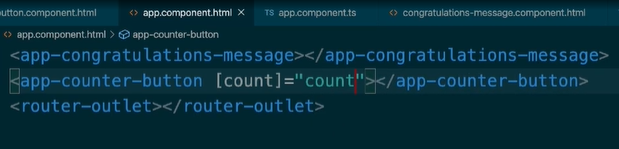 utton.component.html
<> app.component.html ×
TS app.component.ts
<> congratulations-message.component.html
<> app.component.html > app-counter-button
<app-congratulations-message></app-congratulations-message>
<app-counter-button [count]="count"></app-counter-button>
<router-outlet></router-outlet>